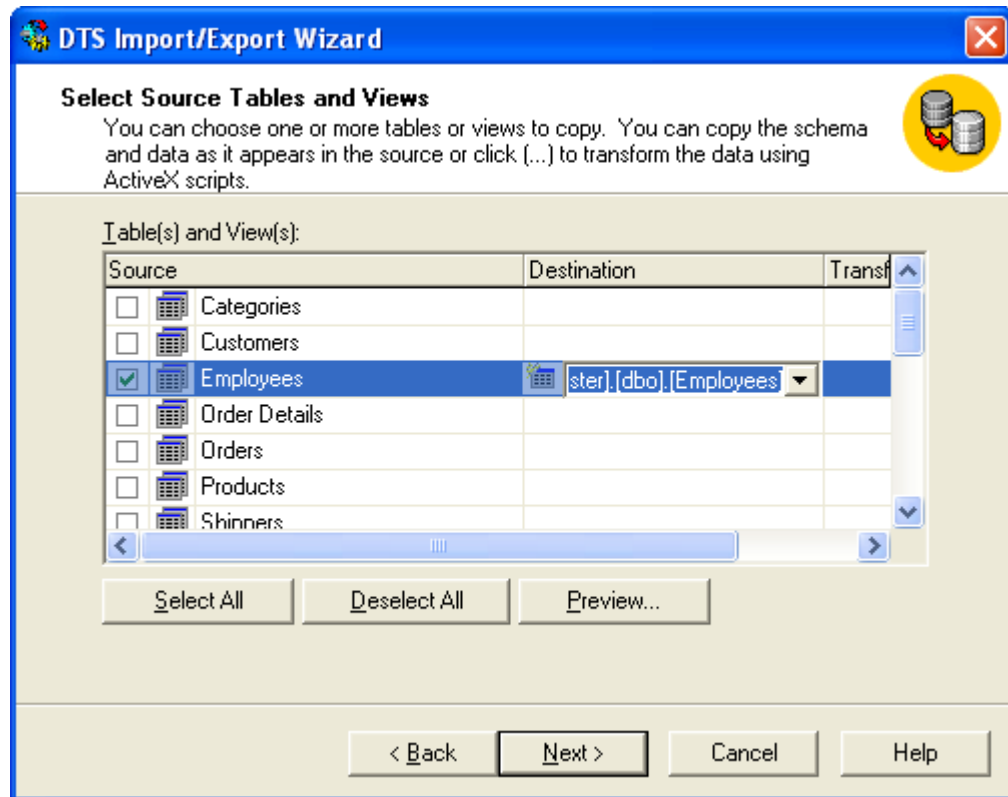 DTS Import/Export Wizard
Select Source Tables and Views
You can choose one or more tables or views to copy. You can copy the schema
and data as it appears in the source or click (...) to transform the data using
ActiveX scripts.
Table(s) and View(s):
Source Destination Transf
Categories
Customers
Employees ster].[dbo].[Employees]
Order Details
Orders
Products
Shippers
Select All Deselect All Preview...
< Back Next > Cancel Help